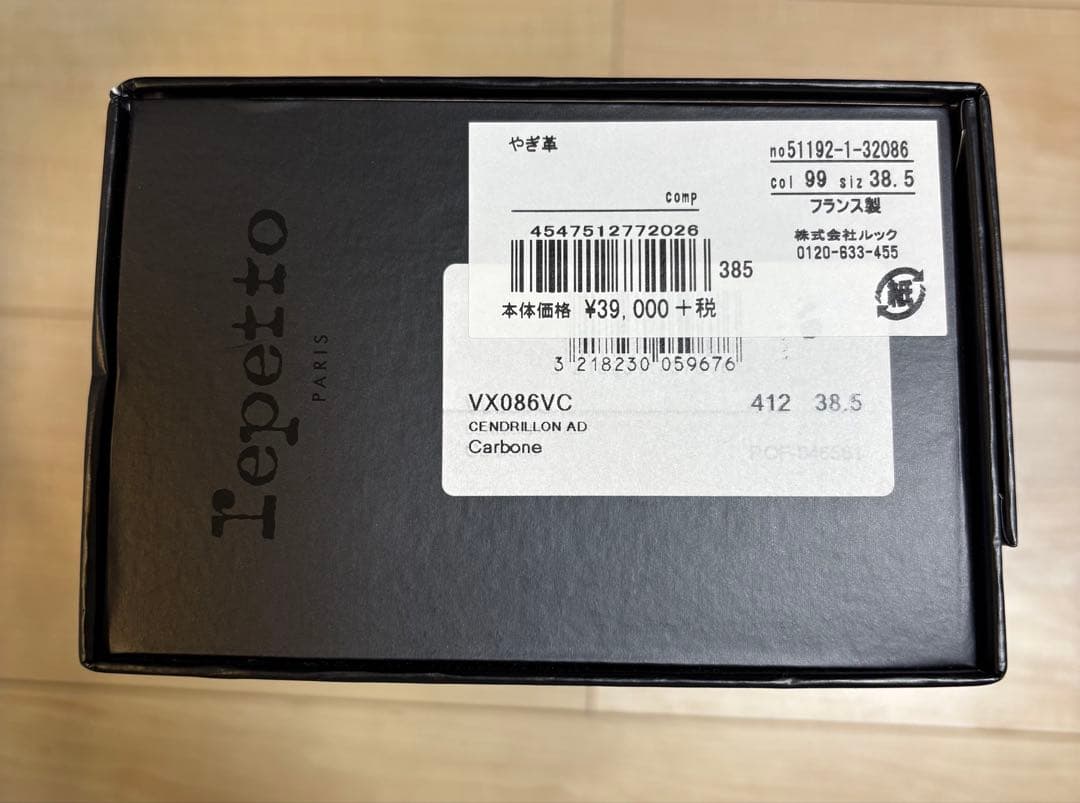 repetto
PARIS
やぎ革
comp
4547512772026
385
本体価格 ¥39,000+税
no51192-1-32086
col 99 siz 38.5
フランス製
株式会社ルック
0120-633-455
紙
3 218230 059676
VX086VC 412 38.5
CENDRILLON AD
Carbone